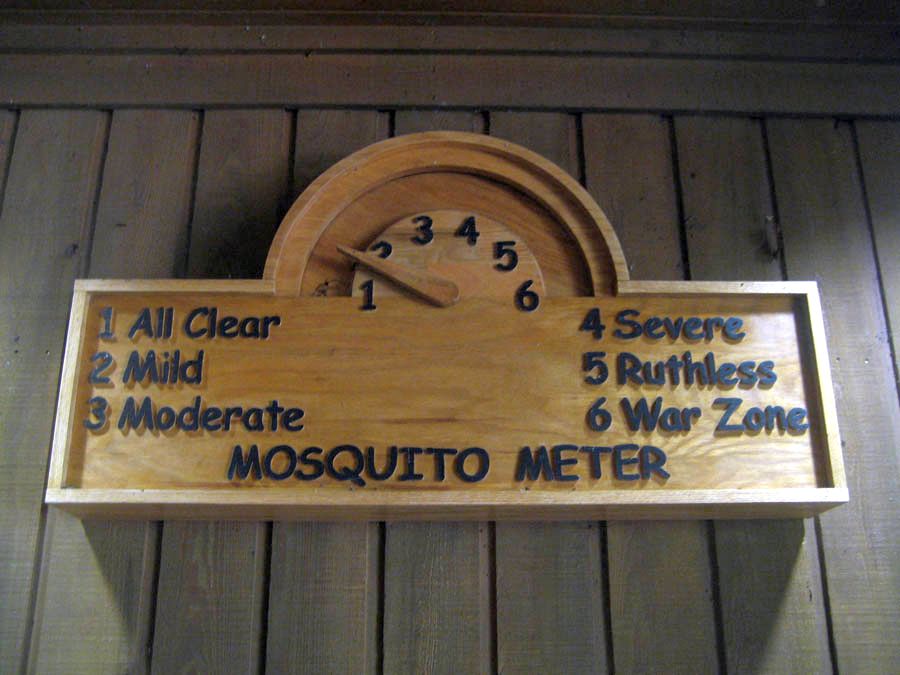 1 2 3 4 5 6
1 All Clear
2 Mild
3 Moderate
4 Severe
5 Ruthless
6 War Zone
MOSQUITO METER